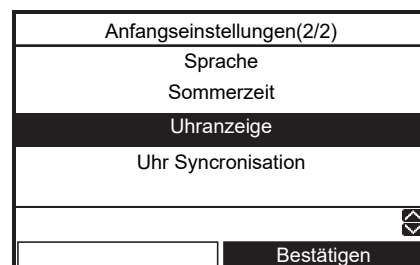 Anfangseinstellungen(2/2)
Sprache
Sommerzeit
Uhranzeige
Uhr Syncronisation
Bestätigen